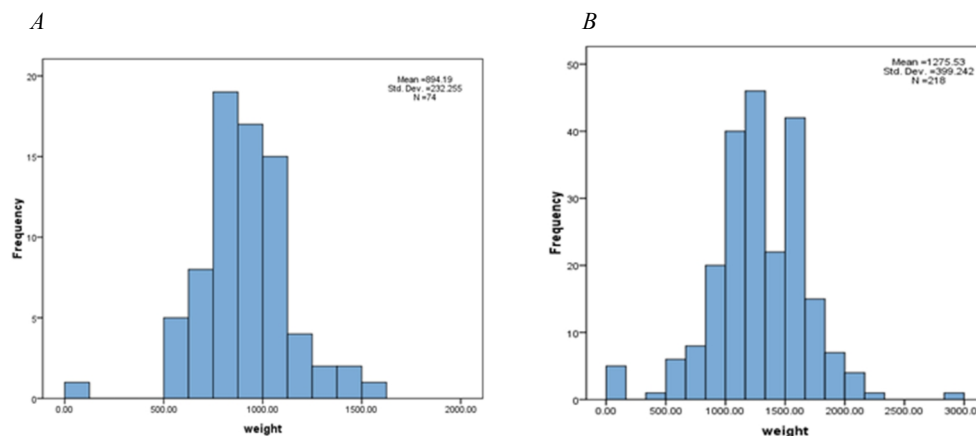 A
Mean =894.19
Std. Dev. =232.255
N =74
20
15
10
5
0
Frequency
0.00 500.00 1000.00 1500.00 2000.00
weight
B
Mean =1275.53
Std. Dev. =399.242
N =218
50
40
30
20
10
0
Frequency
0.00 500.00 1000.00 1500.00 2000.00 2500.00 3000.00
weight